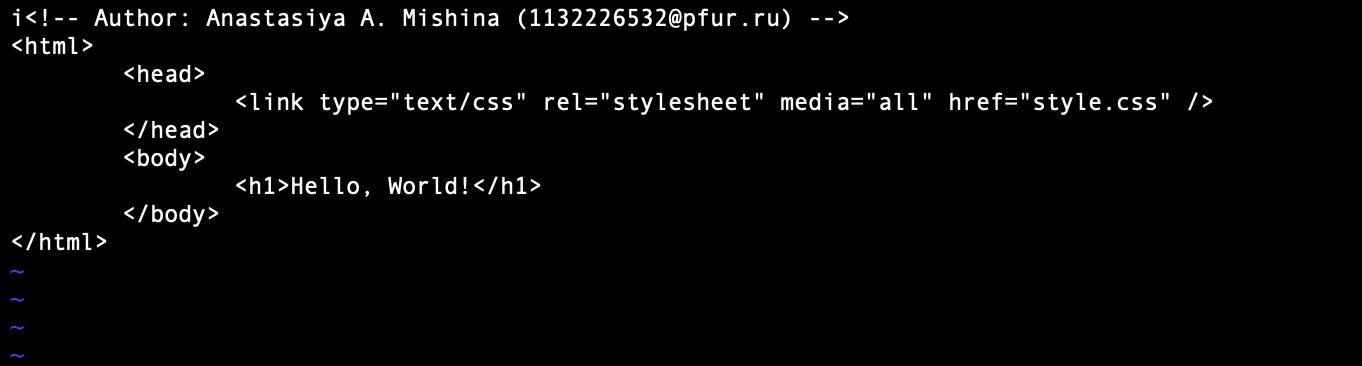 i<!-- Author: Anastasiya A. Mishina (1132226532@pfur.ru) -->
<html>
        <head>
                <link type="text/css" rel="stylesheet" media="all" href="style.css" />
        </head>
        <body>
                <h1>Hello, World!</h1>
        </body>
</html>
~
~
~
~